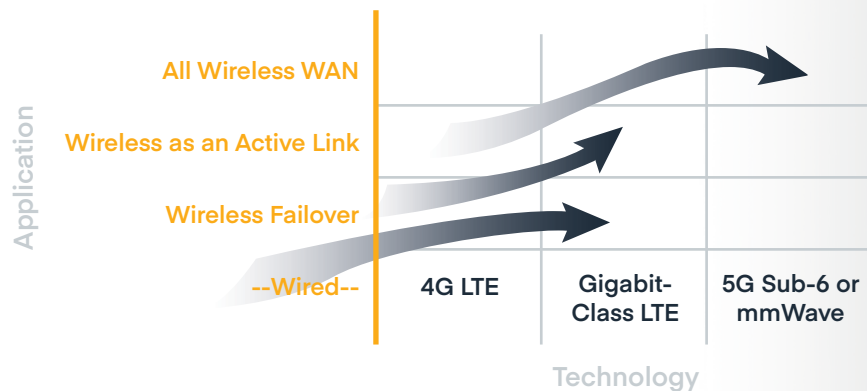 Application
All Wireless WAN
Wireless as an Active Link
Wireless Failover
--Wired--
4G LTE
Gigabit-
Class LTE
5G Sub-6 or
mmWave
Technology